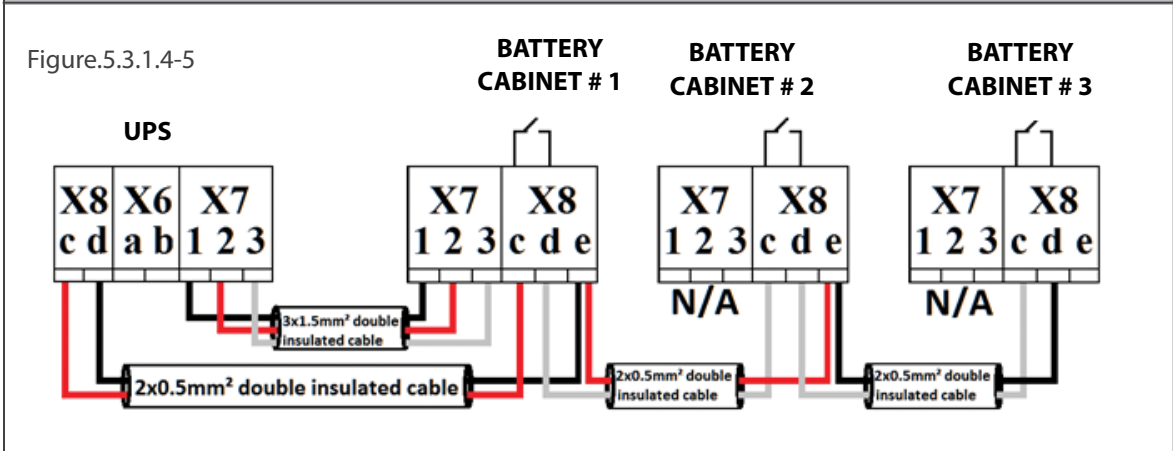 Figure.5.3.1.4-5
BATTERY
CABINET # 1
BATTERY
CABINET # 2
BATTERY
CABINET # 3
UPS
X8 X6 X7
c d a b 1 2 3
X7 X8
1 2 3 c d e
X7 X8
1 2 3 c d e
X7 X8
1 2 3 c d e
N/A
N/A
3x1.5mm² double
insulated cable
2x0.5mm² double insulated cable
2x0.5mm² double
insulated cable
2x0.5mm² double
insulated cable